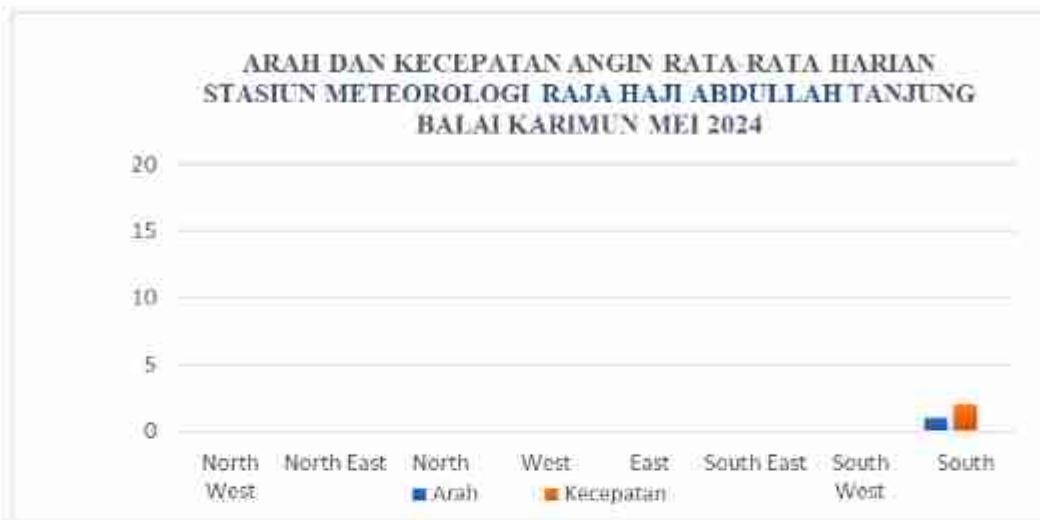 ARAH DAN KECEPATAN ANGIN RATA-RATA HARIAN
STASIUN METEOROLOGI RAJA HAJI ABDULLAH TANJUNG
BALAI KARIMUN MEI 2024
20
15
10
5
0
North West
North East
North
West
East
South East
South West
South
Arah
Kecepatan